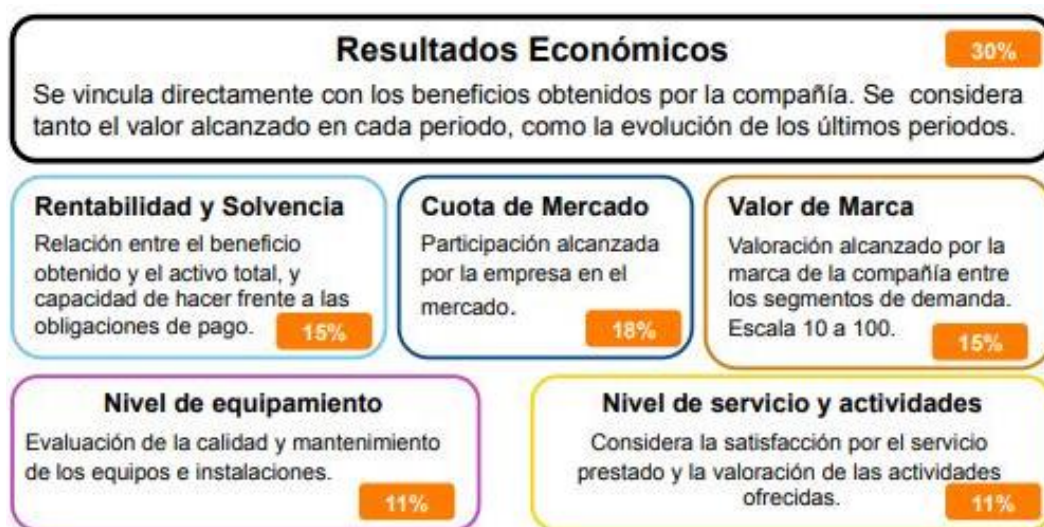 Resultados Económicos
30%
Se vincula directamente con los beneficios obtenidos por la compañía. Se considera
tanto el valor alcanzado en cada periodo, como la evolución de los últimos periodos.
Rentabilidad y Solvencia
Relación entre el beneficio
obtenido y el activo total, y
capacidad de hacer frente a las
obligaciones de pago.
15%
Cuota de Mercado
Participación alcanzada
por la empresa en el
mercado.
18%
Valor de Marca
Valoración alcanzado por la
marca de la compañía entre
los segmentos de demanda.
Escala 10 a 100.
15%
Nivel de equipamiento
Evaluación de la calidad y mantenimiento
de los equipos e instalaciones.
11%
Nivel de servicio y actividades
Considera la satisfacción por el servicio
prestado y la valoración de las actividades
ofrecidas.
11%